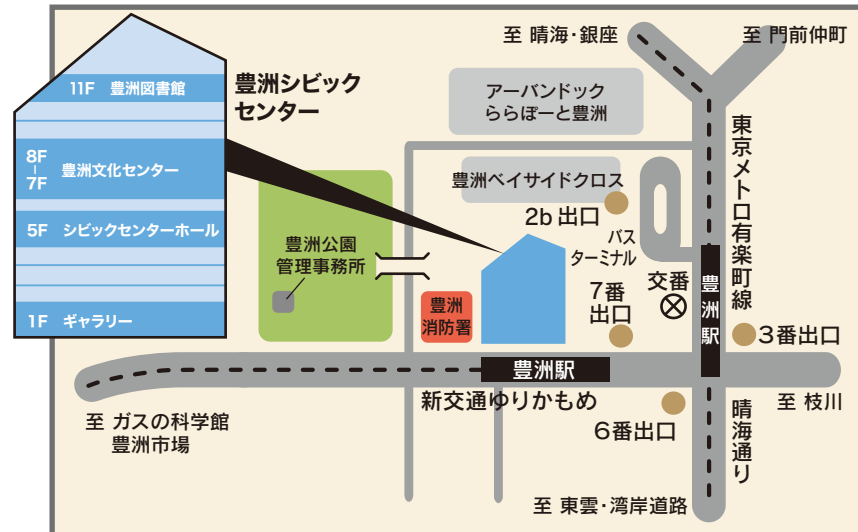 11F 豊洲図書館
8F
-
7F
豊洲文化センター
5F シビックセンターホール
1F ギャラリー
豊洲シビック
センター
至 晴海・銀座
至 門前仲町
アーバンドック
ららぽーと豊洲
豊洲ベイサイドクロス
2b 出口
バス
ターミナル
東京メトロ有楽町線
豊洲公園
管理事務所
豊洲
消防署
7番
出口
交番
豊洲駅
3番出口
豊洲駅
新交通ゆりかもめ
6番出口
晴海通り
至 枝川
至 ガスの科学館
豊洲市場
至 東雲・湾岸道路